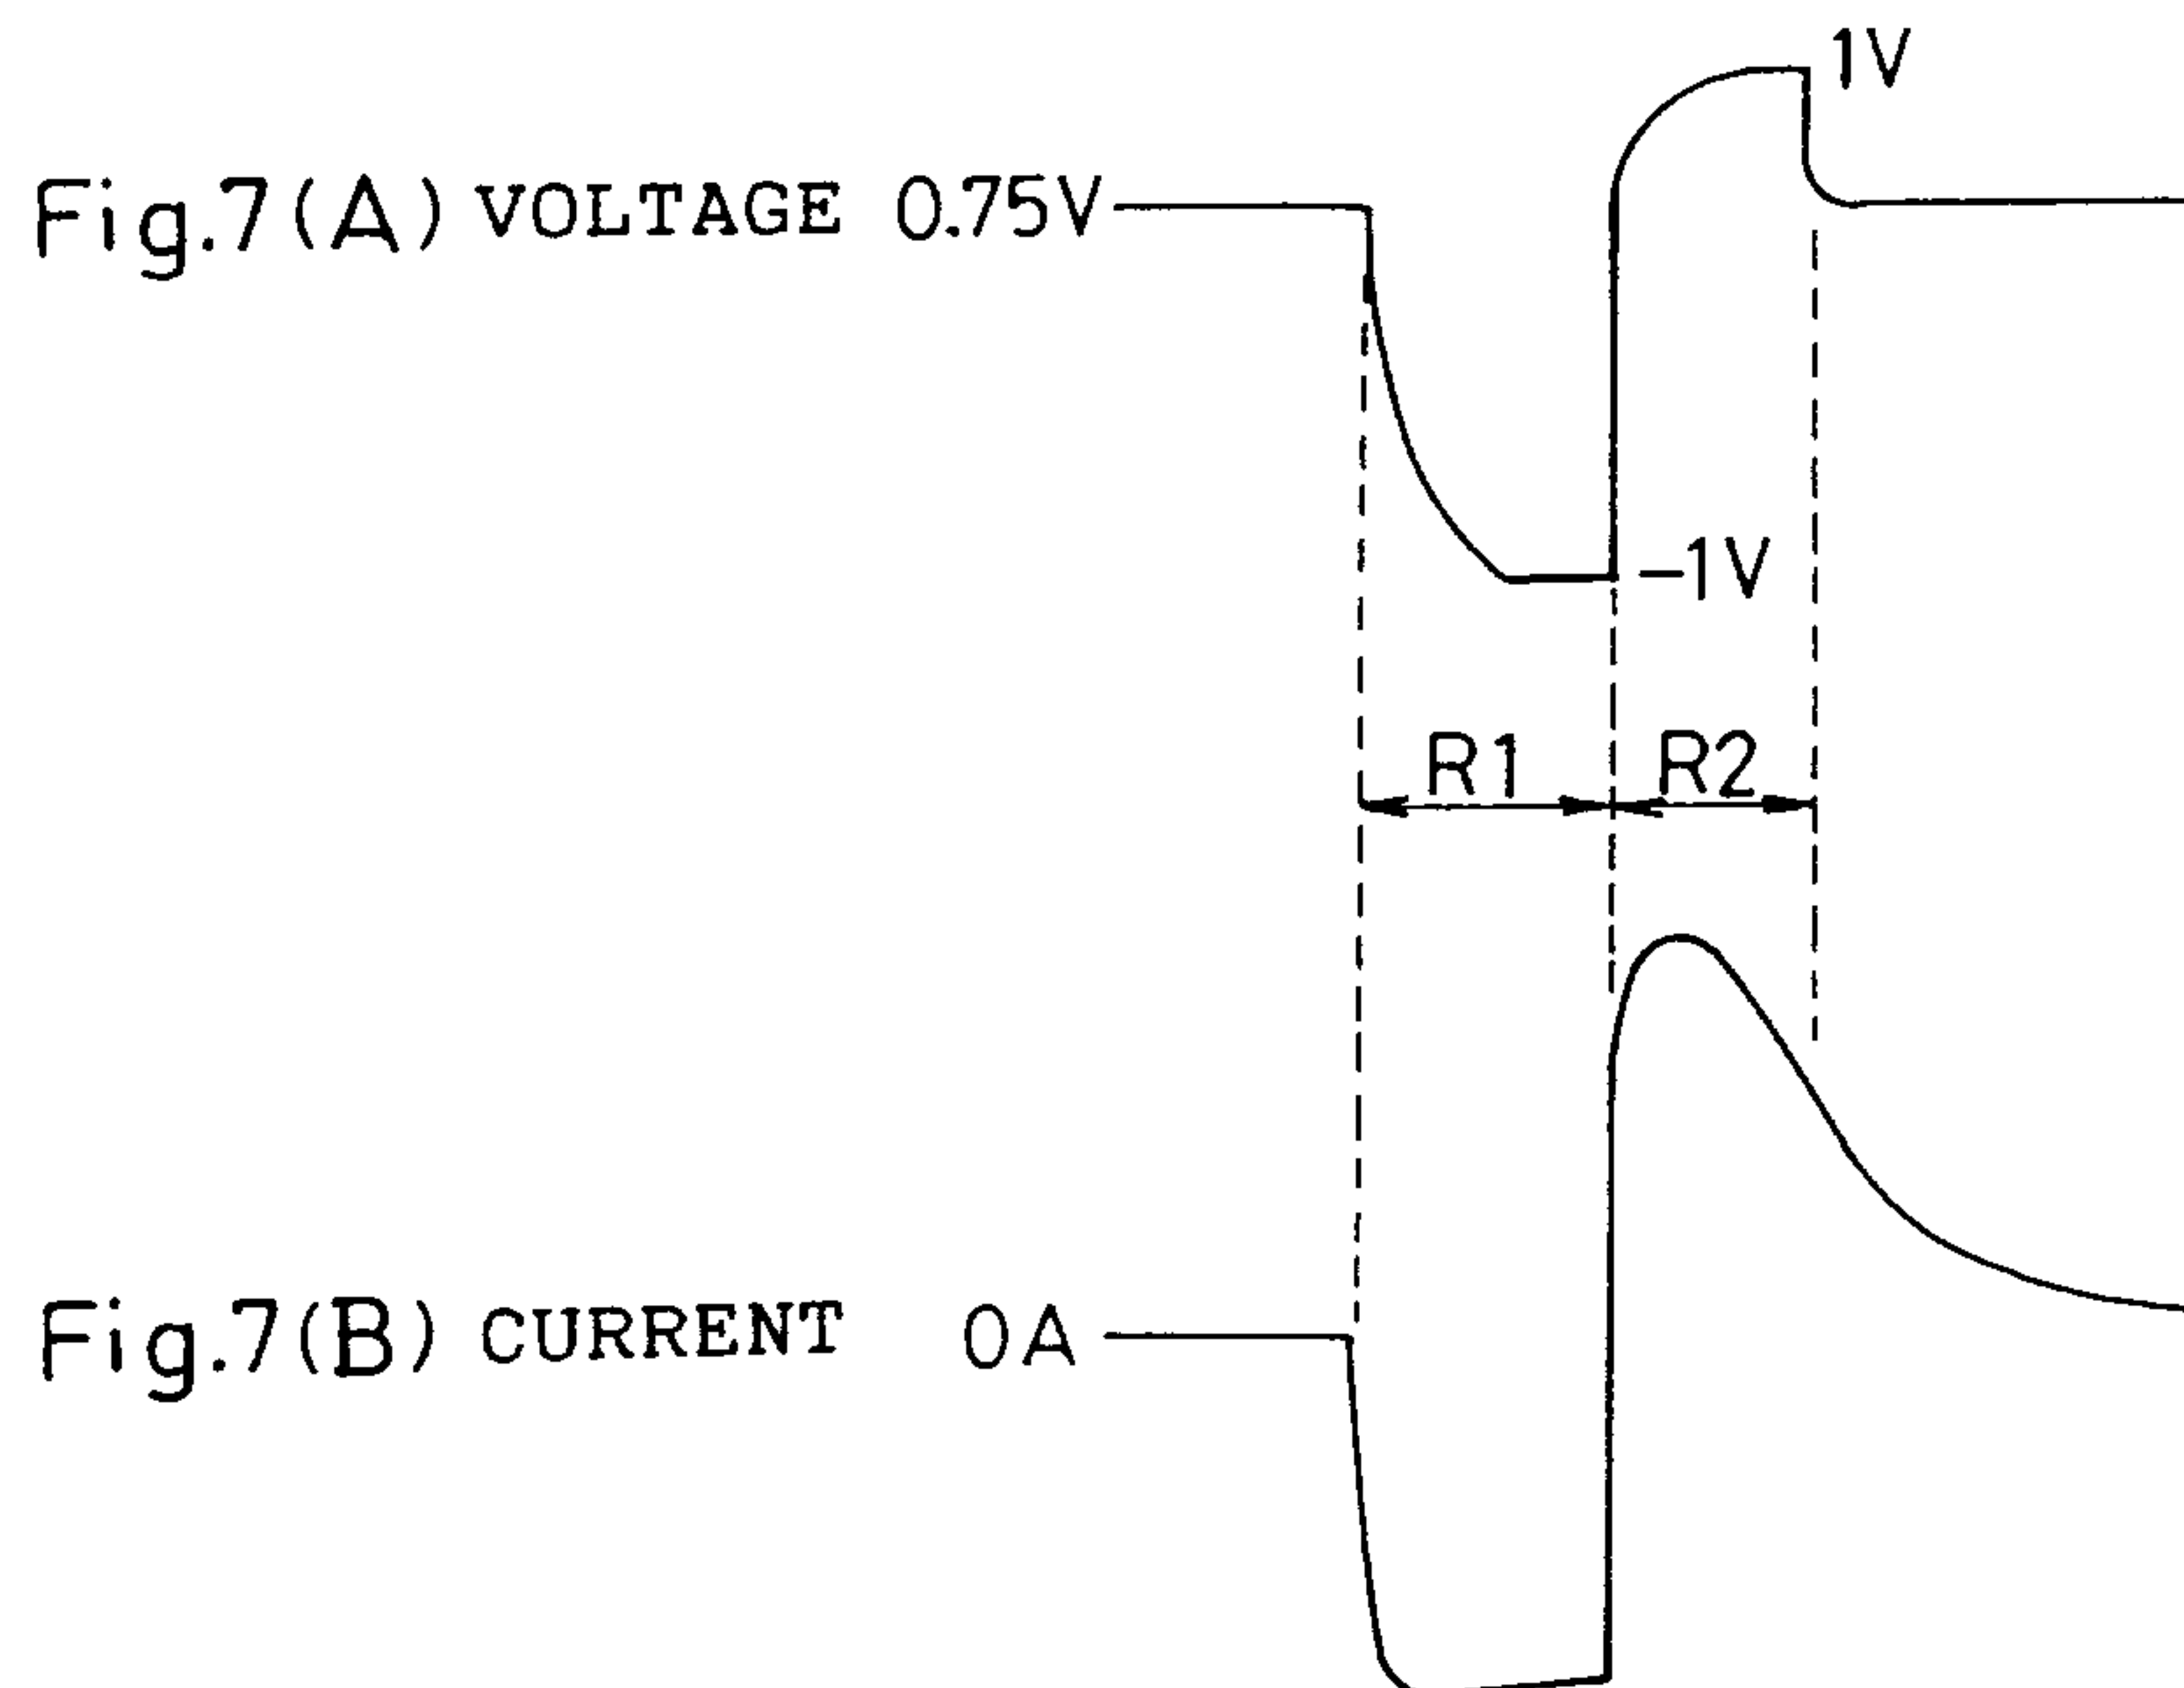 1V
Fig.7(A) VOLTAGE 0.75V
-1V
R1 R2
Fig.7(B) CURRENT 0A